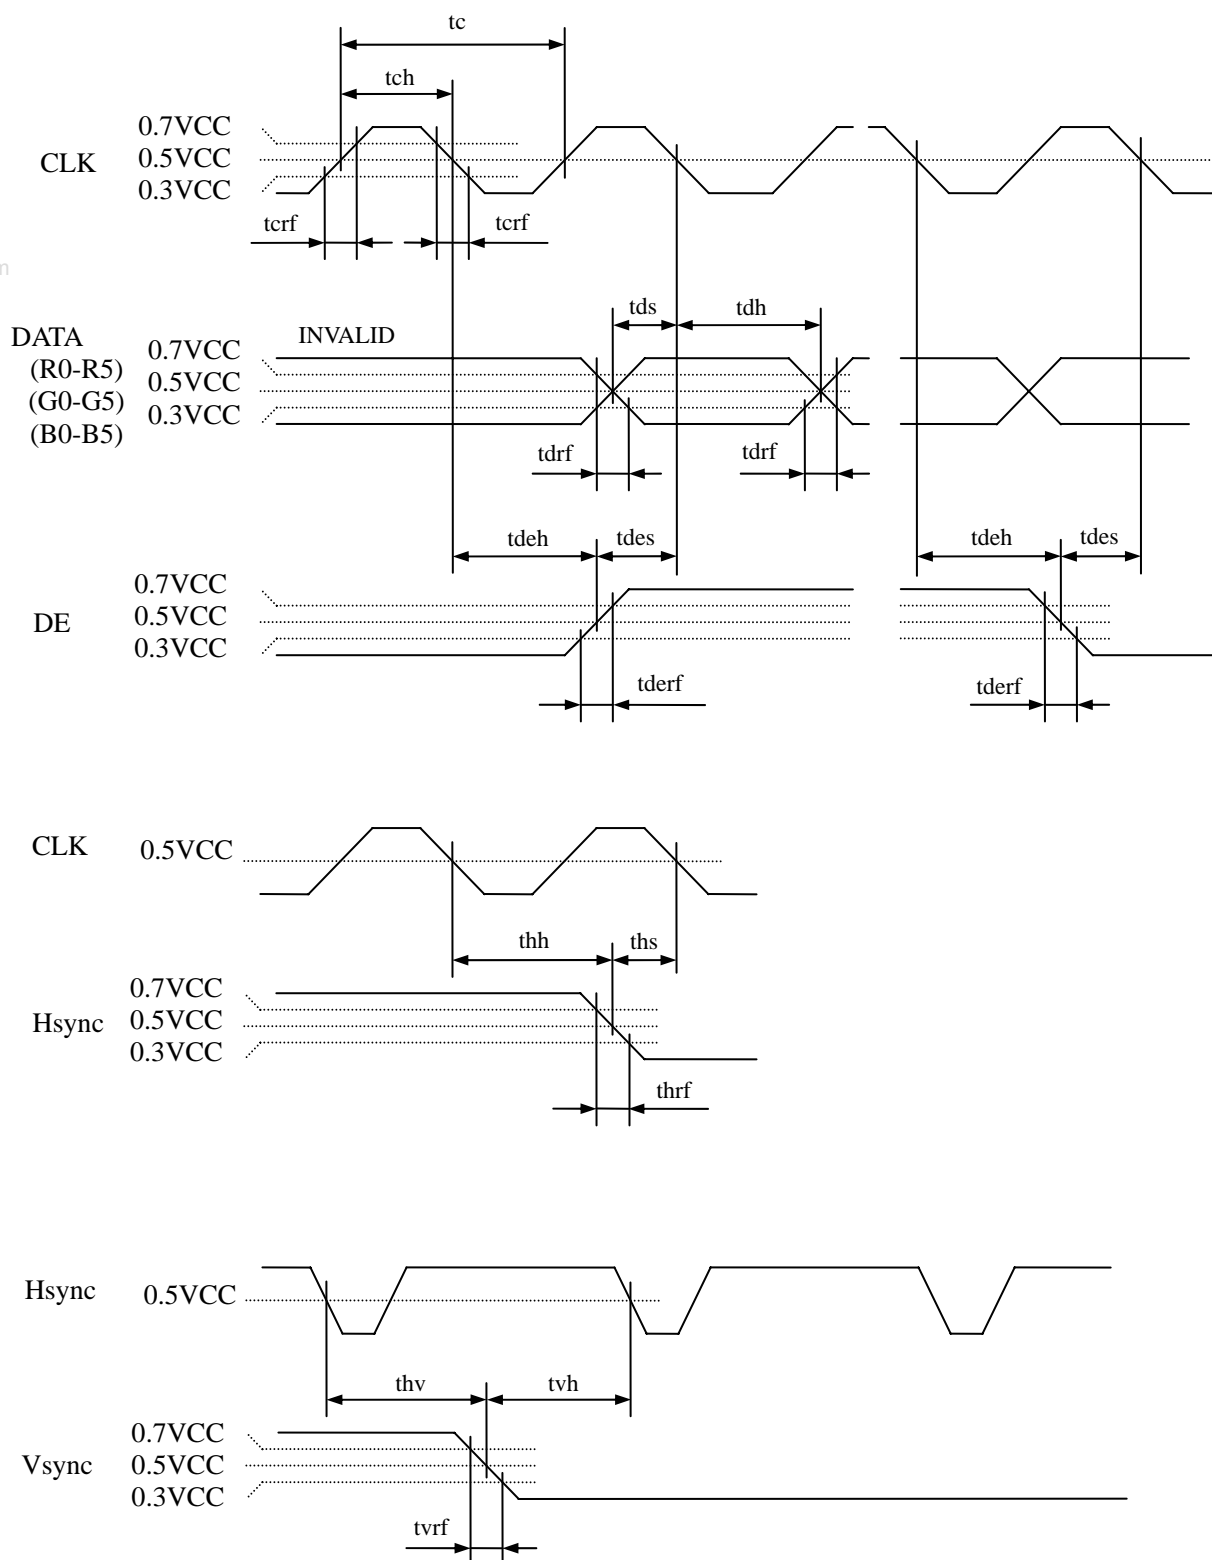 tc
tch
0.7VCC
CLK 0.5VCC
0.3VCC
tcrf tcrf
n
tds tdh
DATA INVALID
0.7VCC
(R0-R5) 0.5VCC
(G0-G5) 0.3VCC
(B0-B5)
tdrf tdrf
tdeh tdes tdeh tdes
0.7VCC
DE 0.5VCC
0.3VCC
tderf tderf
CLK 0.5VCC
thh ths
0.7VCC
Hsync 0.5VCC
0.3VCC
thrf
Hsync 0.5VCC
thv tvh
0.7VCC
Vsync 0.5VCC
0.3VCC
tvrf